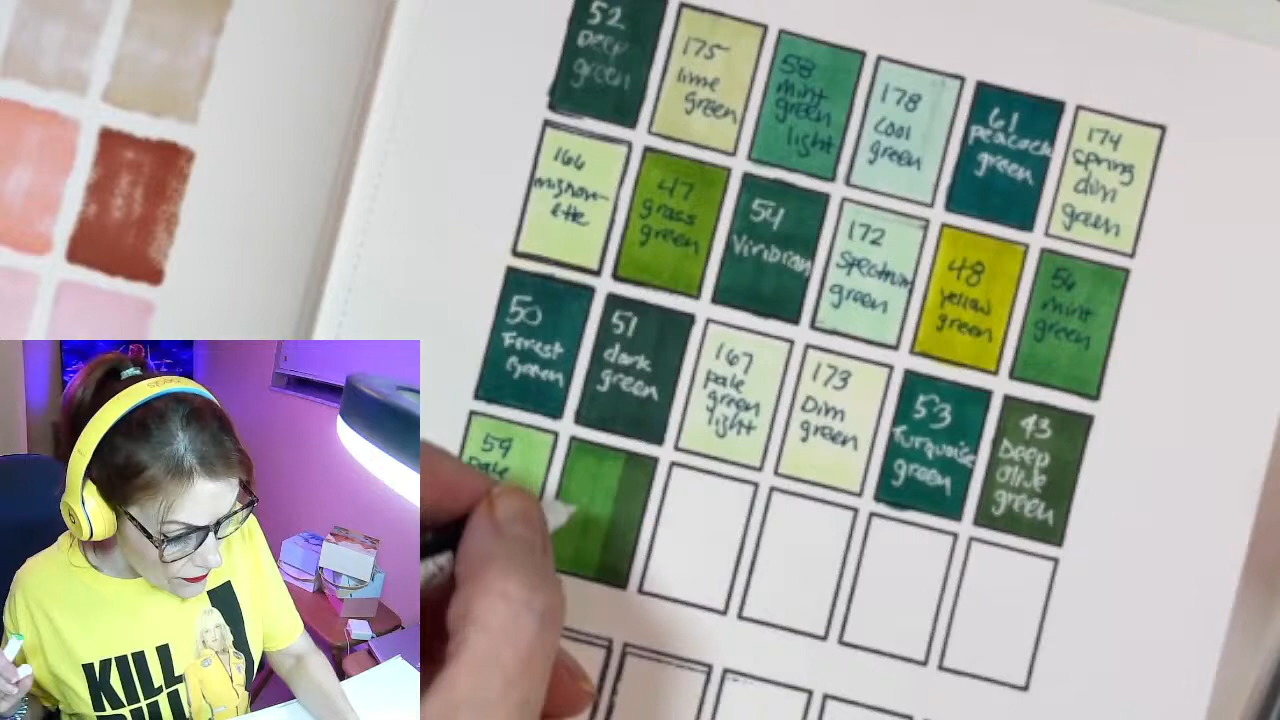 52
Deep
green
175
lime
green
58
mint
green
light
178
cool
green
61
peacock
green
174
spring
dim
green
166
mignon-
ette
47
grass
green
54
Viridian
172
Spectrum
green
48
yellow
green
56
mint
green
50
Forest
Green
51
dark
green
167
pale
green
light
173
Dim
green
53
Turquoise
green
43
Deep
olive
green
59
pale
KILL